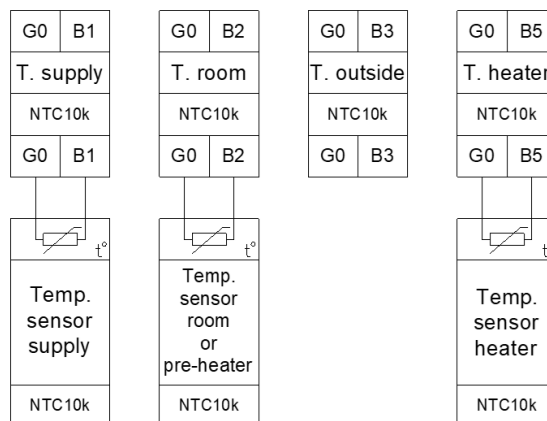 G0 B1 G0 B2 G0 B3 G0 B5
T. supply T. room T. outside T. heater
NTC10k NTC10k NTC10k NTC10k
G0 B1 G0 B2 G0 B3 G0 B5
t° t° t
Temp.
sensor
supply
Temp.
sensor
room
or
pre-heater
Temp.
sensor
heater
NTC10k NTC10k NTC10k